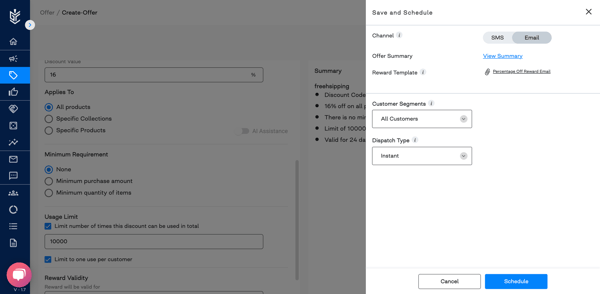 Offer / Create-Offer
Discount Value
16 %
Applies To
All products
Specific Collections
Specific Products
AI Assistance
Minimum Requirement
None
Minimum purchase amount
Minimum quantity of items
Usage Limit
Limit number of times this discount can be used in total
10000
Limit to one use per customer
Reward Validity
Reward will be valid for
V - 1.7
Summary
freeshipping
Discount Code
16% off on all p
There is no min
Limit of 10000
Valid for 24 da
Save and Schedule
Channel i
SMS Email
Offer Summary
View Summary
Reward Template i
Percentage Off Reward Email
Customer Segments i
All Customers
Dispatch Type i
Instant
Cancel
Schedule